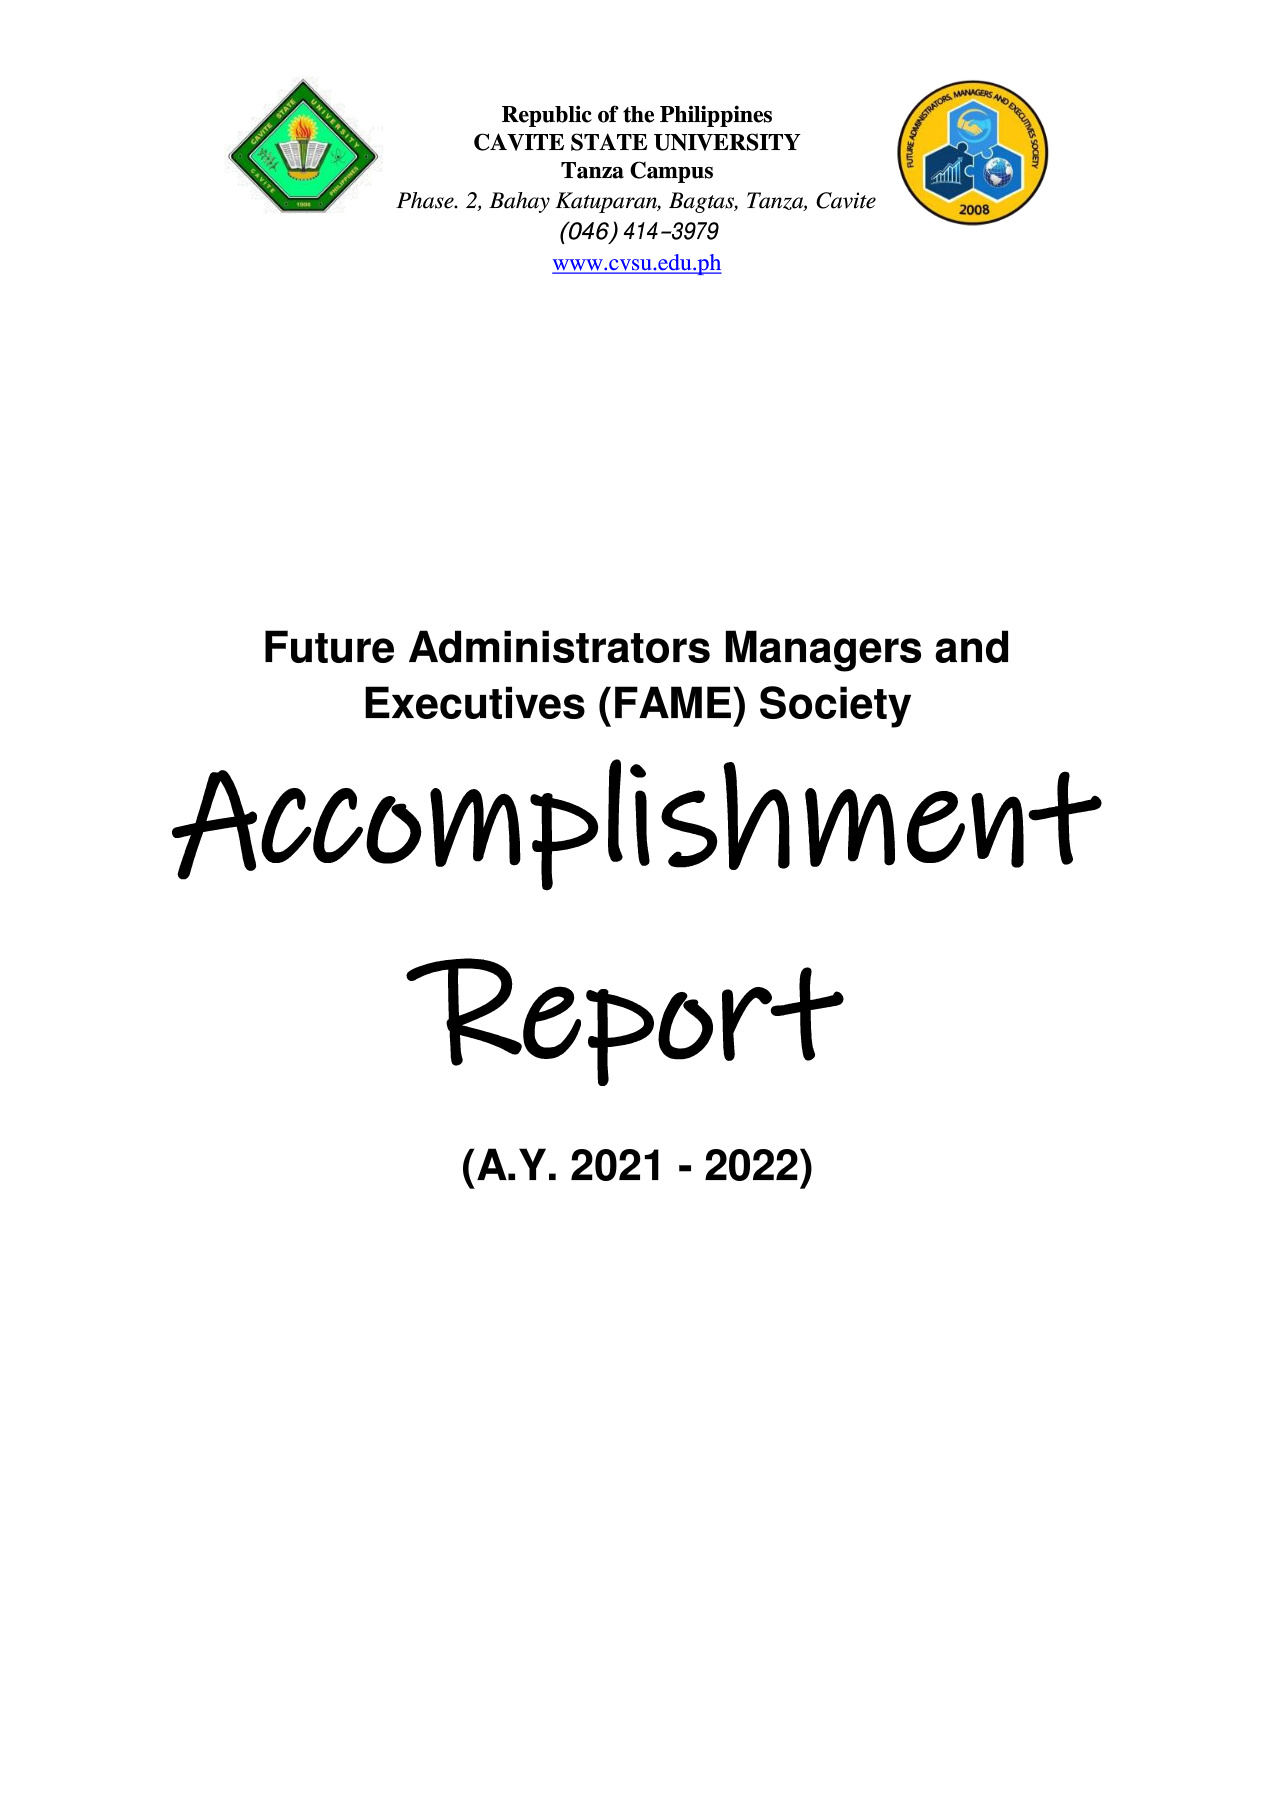 Republic of the Philippines
CAVITE STATE UNIVERSITY
Tanza Campus
Phase. 2, Bahay Katuparan, Bagtas, Tanza, Cavite
(046) 414-3979
www.cvsu.edu.ph
CAVITE STATE UNIVERSITY
CAVITE PHILIPPINES
1906
FUTURE ADMINISTRATORS, MANAGERS AND EXECUTIVES SOCIETY
2008
Future Administrators Managers and
Executives (FAME) Society
Accomplishment
Report
(A.Y. 2021 - 2022)